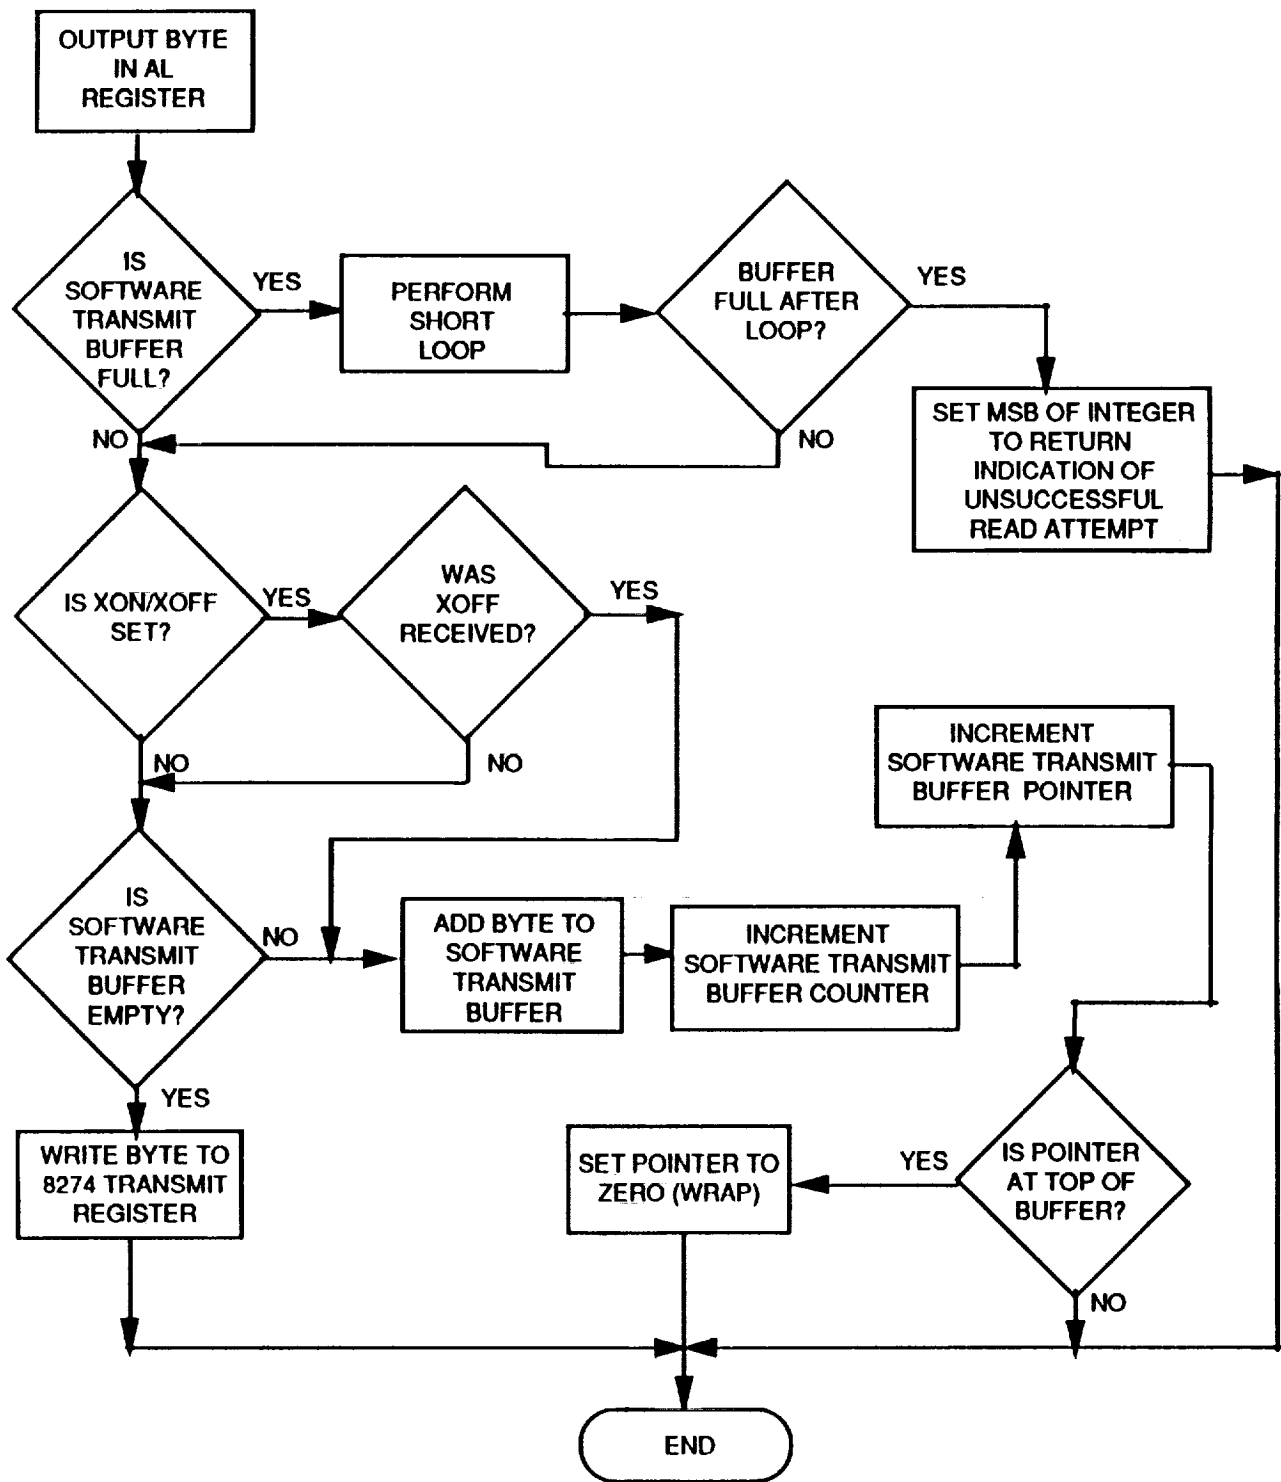 OUTPUT BYTE
IN AL
REGISTER
IS
SOFTWARE
TRANSMIT
BUFFER
FULL?
YES
PERFORM
SHORT
LOOP
BUFFER
FULL AFTER
LOOP?
YES
SET MSB OF INTEGER
TO RETURN
INDICATION OF
UNSUCCESSFUL
READ ATTEMPT
NO
NO
IS XON/XOFF
SET?
YES
WAS
XOFF
RECEIVED?
YES
NO
NO
INCREMENT
SOFTWARE TRANSMIT
BUFFER POINTER
IS
SOFTWARE
TRANSMIT
BUFFER
EMPTY?
NO
ADD BYTE TO
SOFTWARE
TRANSMIT
BUFFER
INCREMENT
SOFTWARE TRANSMIT
BUFFER COUNTER
YES
WRITE BYTE TO
8274 TRANSMIT
REGISTER
SET POINTER TO
ZERO (WRAP)
YES
IS POINTER
AT TOP OF
BUFFER?
NO
END